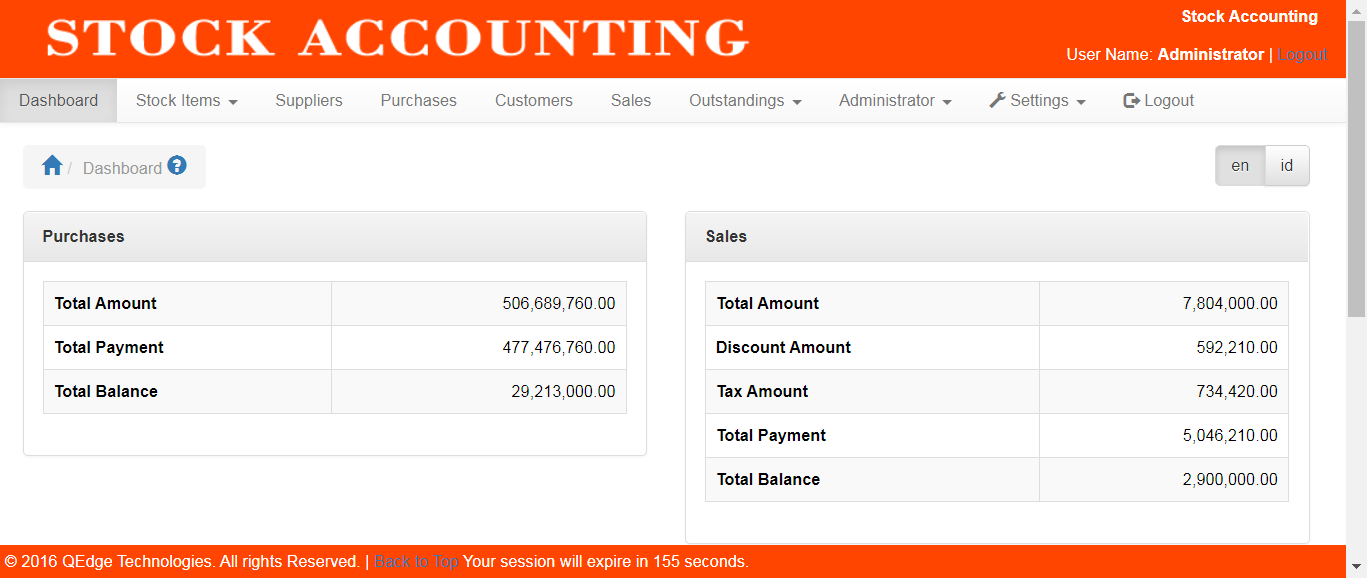 STOCK ACCOUNTING
Stock Accounting
User Name: Administrator | Logout
Dashboard Stock Items Suppliers Purchases Customers Sales Outstandings Administrator Settings Logout
/ Dashboard ?
en id
Purchases
Total Amount 506,689,760.00
Total Payment 477,476,760.00
Total Balance 29,213,000.00
Sales
Total Amount 7,804,000.00
Discount Amount 592,210.00
Tax Amount 734,420.00
Total Payment 5,046,210.00
Total Balance 2,900,000.00
© 2016 QEdge Technologies. All rights Reserved. | Back to Top Your session will expire in 155 seconds.